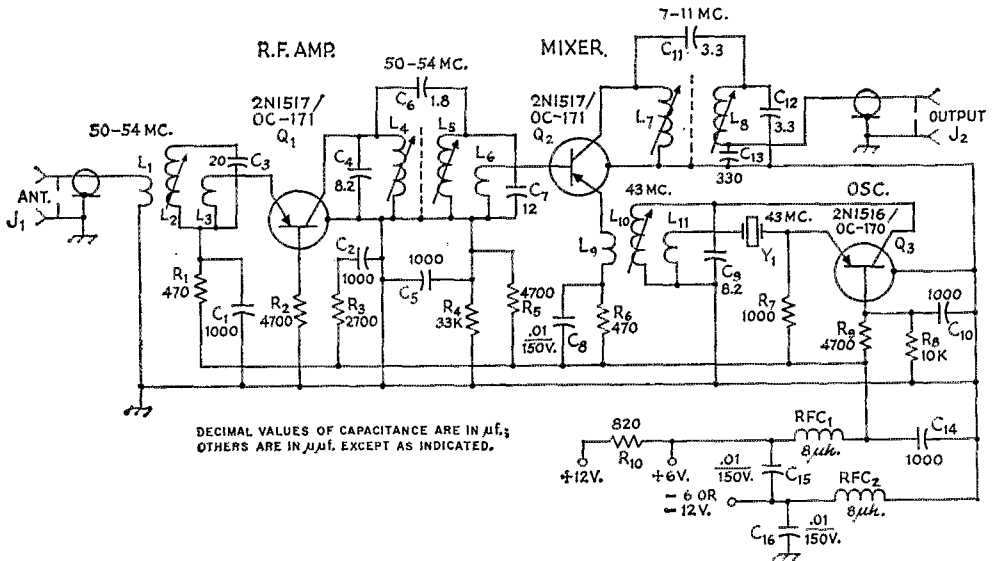 7-11 MC.
C11
3.3
R.F. AMP.
MIXER.
50-54 MC.
C6
1.8
2N1517/
OC-171
Q1
2N1517/
OC-171
Q2
L7
L8
C12
3.3
C13
330
OUTPUT
J2
50-54 MC.
ANT.
J1
L1
L2
L3
20
C3
C4
8.2
L4
L5
L6
C7
12
43 MC.
L10
L11
L9
OSC.
43 MC.
Y1
2N1516/
OC-170
Q3
C9
8.2
R1
470
C1
1000
R2
4700
C2
1000
R3
2700
1000
C5
R4
33K
4700
R5
.01
150V.
C8
R6
470
R7
1000
R9
4700
R8
10K
1000
C10
DECIMAL VALUES OF CAPACITANCE ARE IN µf.;
OTHERS ARE IN µµf. EXCEPT AS INDICATED.
820
R10
+12V.
+6V.
RFC1
8µh.
C14
1000
.01
150V.
C15
- 6 OR
- 12V.
RFC2
8µh.
C16
.01
150V.